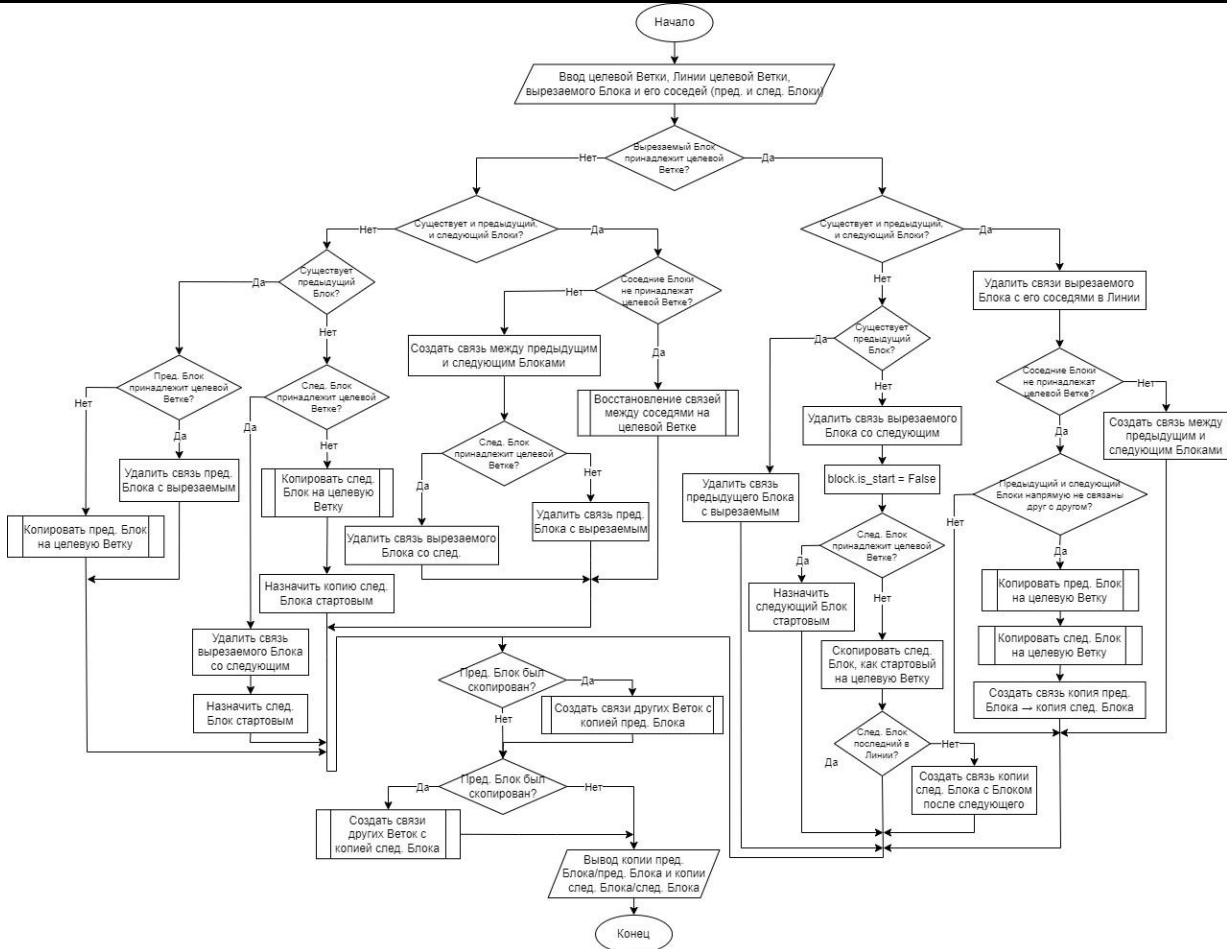 Начало
Ввод целевой Ветки, Линии целевой Ветки,
вырезаемого Блока и его соседей (пред. и след. Блоки)
Вырезаемый Блок
принадлежит целевой
Ветке?
Нет
Да
Существует и предыдущий,
и следующий Блоки?
Нет
Да
Существует и предыдущий,
и следующий Блоки?
Да
Нет
Существует
предыдущий
Блок?
Да
Нет
Соседние Блоки
не принадлежат
целевой Ветке?
Нет
Да
Удалить связи вырезаемого
Блока с его соседями в Линии
Создать связь между предыдущим
и следующим Блоками
Существует
предыдущий
Блок?
Да
Нет
Соседние Блоки
не принадлежат
целевой Ветке?
Нет
Да
Пред. Блок
принадлежит целевой
Ветке?
Нет
Да
След. Блок
принадлежит целевой
Ветке?
Да
Нет
Восстановление связей
между соседями на
целевой Ветке
Удалить связь вырезаемого
Блока со следующим
Создать связь между
предыдущим и
следующим Блоками
След. Блок
принадлежит целевой
Ветке?
Да
Нет
Удалить связь пред.
Блока с вырезаемым
Копировать след.
Блок на целевую
Ветку
Удалить связь
предыдущего Блока
с вырезаемым
block.is_start = False
Предыдущий и следующий
Блоки напрямую не связаны
друг с другом?
Нет
Да
Копировать пред. Блок
на целевую Ветку
Удалить связь вырезаемого
Блока со след.
Удалить связь пред.
Блока с вырезаемым
След. Блок
принадлежит целевой
Ветке?
Да
Нет
Назначить копию след.
Блока стартовым
Назначить
следующий Блок
стартовым
Копировать пред. Блок
на целевую Ветку
Удалить связь
вырезаемого Блока
со следующим
Скопировать след.
Блок, как стартовый
на целевую Ветку
Копировать след. Блок
на целевую Ветку
Назначить след.
Блок стартовым
Пред. Блок был
скопирован?
Да
Нет
Создать связи других Веток с
копией пред. Блока
Создать связь копия пред.
Блока → копия след. Блока
След. Блок
последний в
Линии?
Да
Нет
Пред. Блок был
скопирован?
Да
Нет
Создать связь копии
след. Блока с Блоком
после следующего
Создать связи
других Веток с
копией след. Блока
Вывод копии пред.
Блока/пред. Блока и копии
след. Блока/след. Блока
Конец